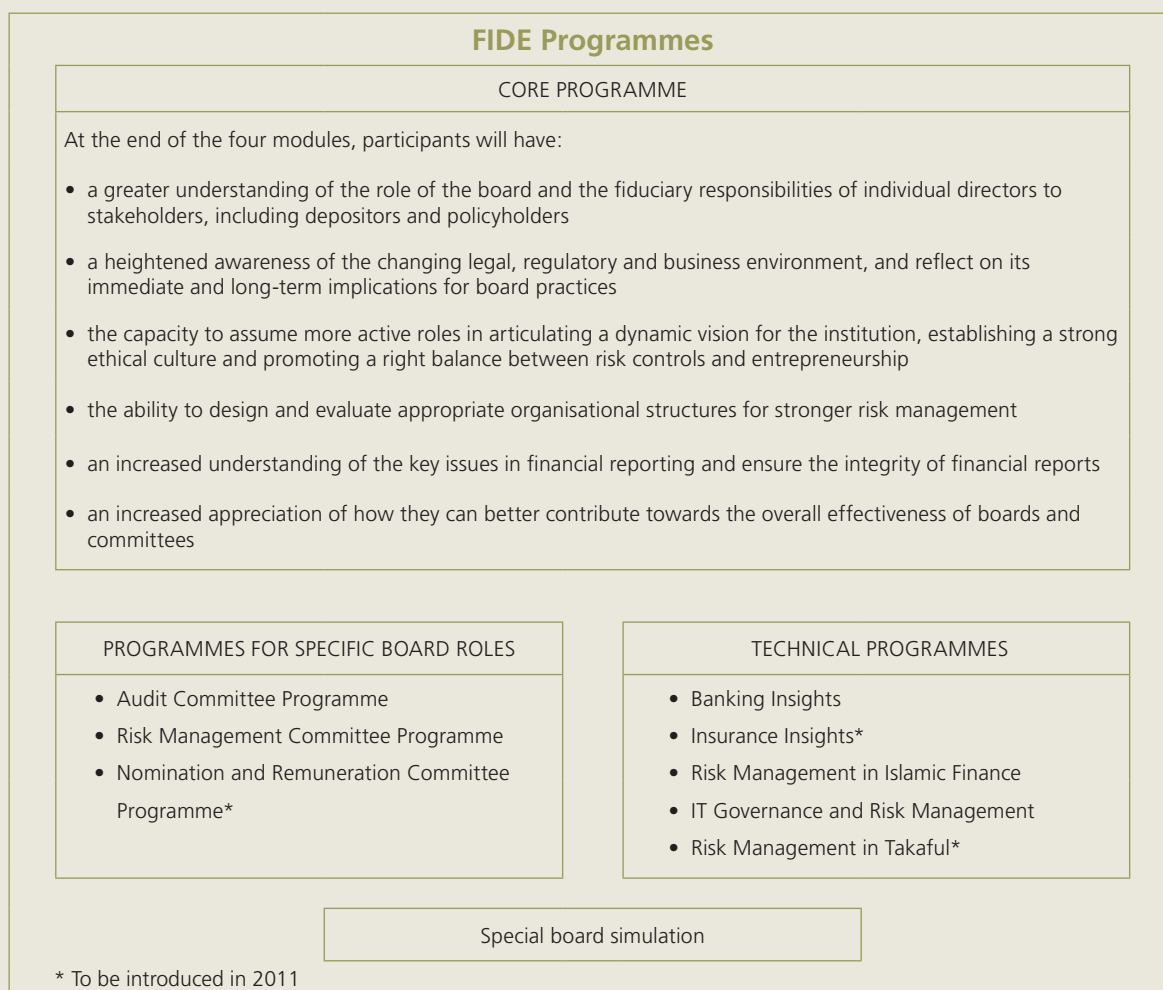 FIDE Programmes
CORE PROGRAMME
At the end of the four modules, participants will have:
• a greater understanding of the role of the board and the fiduciary responsibilities of individual directors to
stakeholders, including depositors and policyholders
• a heightened awareness of the changing legal, regulatory and business environment, and reflect on its
immediate and long-term implications for board practices
• the capacity to assume more active roles in articulating a dynamic vision for the institution, establishing a strong
ethical culture and promoting a right balance between risk controls and entrepreneurship
• the ability to design and evaluate appropriate organisational structures for stronger risk management
• an increased understanding of the key issues in financial reporting and ensure the integrity of financial reports
• an increased appreciation of how they can better contribute towards the overall effectiveness of boards and
committees
PROGRAMMES FOR SPECIFIC BOARD ROLES
• Audit Committee Programme
• Risk Management Committee Programme
• Nomination and Remuneration Committee
Programme*
TECHNICAL PROGRAMMES
• Banking Insights
• Insurance Insights*
• Risk Management in Islamic Finance
• IT Governance and Risk Management
• Risk Management in Takaful*
Special board simulation
* To be introduced in 2011